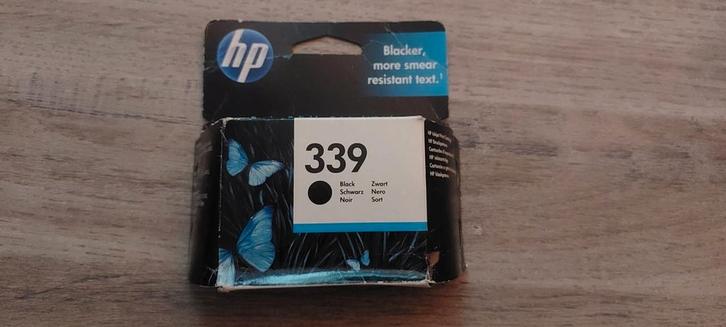 hp
Blacker,
more smear
resistant text.¹
339
Black Zwart
Schwarz Nero
Noir Sort